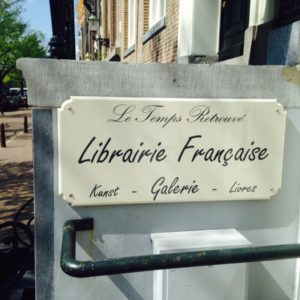 Le Temps Retrouvé
Librairie Française
Kunst - Galerie - Livres